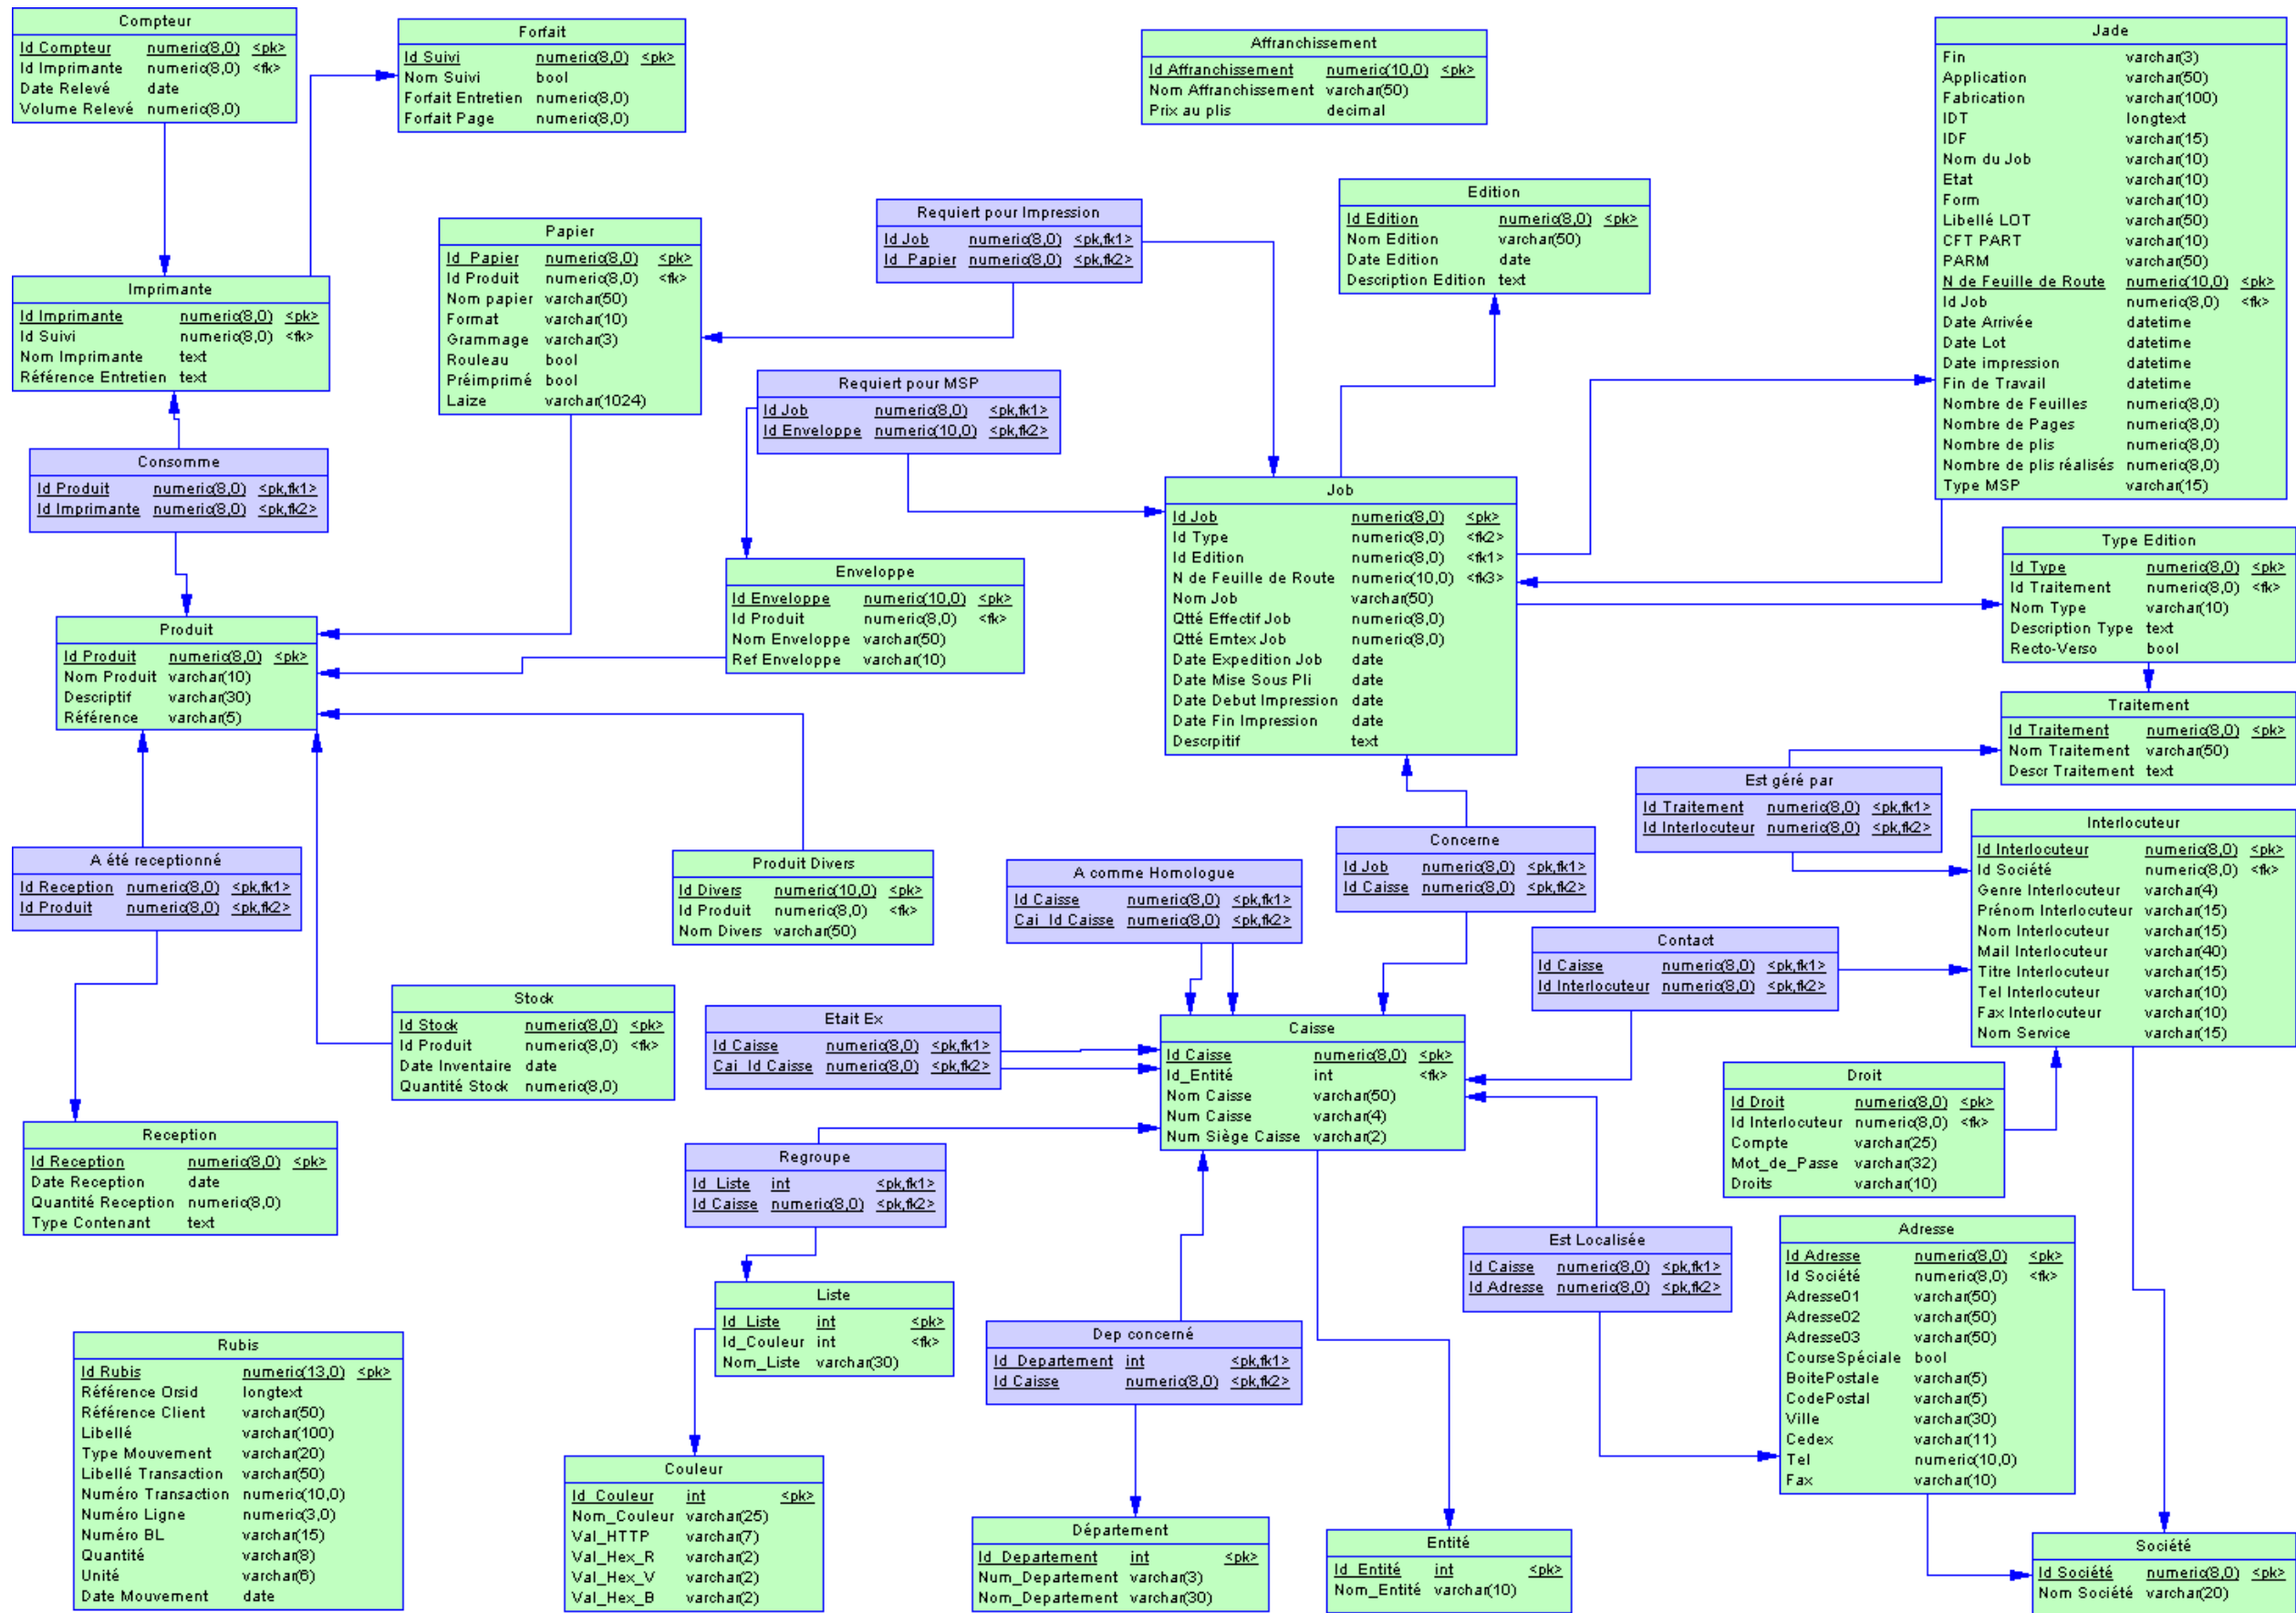 Compteur
Id Compteur numeric(8,0) <pk>
Id Imprimante numeric(8,0) <fk>
Date Relevé date
Volume Relevé numeric(8,0)
Forfait
Id Suivi numeric(8,0) <pk>
Nom Suivi bool
Forfait Entretien numeric(8,0)
Forfait Page numeric(8,0)
Affranchissement
Id Affranchissement numeric(10,0) <pk>
Nom Affranchissement varchar(50)
Prix au plis decimal
Jade
Fin varchar(3)
Application varchar(50)
Fabrication varchar(100)
IDT longtext
IDF varchar(15)
Nom du Job varchar(10)
Etat varchar(10)
Form varchar(10)
Libellé LOT varchar(50)
CFT PART varchar(10)
PARM varchar(50)
N de Feuille de Route numeric(10,0) <pk>
Id Job numeric(8,0) <fk>
Date Arrivée datetime
Date Lot datetime
Date impression datetime
Fin de Travail datetime
Nombre de Feuilles numeric(8,0)
Nombre de Pages numeric(8,0)
Nombre de plis numeric(8,0)
Nombre de plis réalisés numeric(8,0)
Type MSP varchar(15)
Edition
Id Edition numeric(8,0) <pk>
Nom Edition varchar(50)
Date Edition date
Description Edition text
Requiert pour Impression
Id Job numeric(8,0) <pk,fk1>
Id_Papier numeric(8,0) <pk,fk2>
Papier
Id_Papier numeric(8,0) <pk>
Id Produit numeric(8,0) <fk>
Nom papier varchar(50)
Format varchar(10)
Grammage varchar(3)
Rouleau bool
Préimprimé bool
Laize varchar(1024)
Imprimante
Id Imprimante numeric(8,0) <pk>
Id Suivi numeric(8,0) <fk>
Nom Imprimante text
Référence Entretien text
Requiert pour MSP
Id Job numeric(8,0) <pk,fk1>
Id Enveloppe numeric(10,0) <pk,fk2>
Consomme
Id Produit numeric(8,0) <pk,fk1>
Id Imprimante numeric(8,0) <pk,fk2>
Job
Id Job numeric(8,0) <pk>
Id Type numeric(8,0) <fk2>
Id Edition numeric(8,0) <fk1>
N de Feuille de Route numeric(10,0) <fk3>
Nom Job varchar(50)
Qtté Effectif Job numeric(8,0)
Qtté Emtex Job numeric(8,0)
Date Expedition Job date
Date Mise Sous Pli date
Date Debut Impression date
Date Fin Impression date
Descrpitif text
Type Edition
Id Type numeric(8,0) <pk>
Id Traitement numeric(8,0) <fk>
Nom Type varchar(10)
Description Type text
Recto-Verso bool
Enveloppe
Id Enveloppe numeric(10,0) <pk>
Id Produit numeric(8,0) <fk>
Nom Enveloppe varchar(50)
Ref Enveloppe varchar(10)
Produit
Id Produit numeric(8,0) <pk>
Nom Produit varchar(10)
Descriptif varchar(30)
Référence varchar(5)
Traitement
Id Traitement numeric(8,0) <pk>
Nom Traitement varchar(50)
Descr Traitement text
Est géré par
Id Traitement numeric(8,0) <pk,fk1>
Id Interlocuteur numeric(8,0) <pk,fk2>
Interlocuteur
Id Interlocuteur numeric(8,0) <pk>
Id Société numeric(8,0) <fk>
Genre Interlocuteur varchar(4)
Prénom Interlocuteur varchar(15)
Nom Interlocuteur varchar(15)
Mail Interlocuteur varchar(40)
Titre Interlocuteur varchar(15)
Tel Interlocuteur varchar(10)
Fax Interlocuteur varchar(10)
Nom Service varchar(15)
A été receptionné
Id Reception numeric(8,0) <pk,fk1>
Id Produit numeric(8,0) <pk,fk2>
Produit Divers
Id Divers numeric(10,0) <pk>
Id Produit numeric(8,0) <fk>
Nom Divers varchar(50)
A comme Homologue
Id Caisse numeric(8,0) <pk,fk1>
Cai_Id Caisse numeric(8,0) <pk,fk2>
Concerne
Id Job numeric(8,0) <pk,fk1>
Id Caisse numeric(8,0) <pk,fk2>
Contact
Id Caisse numeric(8,0) <pk,fk1>
Id Interlocuteur numeric(8,0) <pk,fk2>
Stock
Id Stock numeric(8,0) <pk>
Id Produit numeric(8,0) <fk>
Date Inventaire date
Quantité Stock numeric(8,0)
Etait Ex
Id Caisse numeric(8,0) <pk,fk1>
Cai_Id Caisse numeric(8,0) <pk,fk2>
Caisse
Id Caisse numeric(8,0) <pk>
Id_Entité int <fk>
Nom Caisse varchar(50)
Num Caisse varchar(4)
Num Siège Caisse varchar(2)
Droit
Id Droit numeric(8,0) <pk>
Id Interlocuteur numeric(8,0) <fk>
Compte varchar(25)
Mot_de_Passe varchar(32)
Droits varchar(10)
Reception
Id Reception numeric(8,0) <pk>
Date Reception date
Quantité Reception numeric(8,0)
Type Contenant text
Regroupe
Id_Liste int <pk,fk1>
Id Caisse numeric(8,0) <pk,fk2>
Est Localisée
Id Caisse numeric(8,0) <pk,fk1>
Id Adresse numeric(8,0) <pk,fk2>
Adresse
Id Adresse numeric(8,0) <pk>
Id Société numeric(8,0) <fk>
Adresse01 varchar(50)
Adresse02 varchar(50)
Adresse03 varchar(50)
CourseSpéciale bool
BoitePostale varchar(5)
CodePostal varchar(5)
Ville varchar(30)
Cedex varchar(11)
Tel numeric(10,0)
Fax varchar(10)
Liste
Id_Liste int <pk>
Id_Couleur int <fk>
Nom_Liste varchar(30)
Dep concerné
Id_Departement int <pk,fk1>
Id Caisse numeric(8,0) <pk,fk2>
Rubis
Id Rubis numeric(13,0) <pk>
Référence Orsid longtext
Référence Client varchar(50)
Libellé varchar(100)
Type Mouvement varchar(20)
Libellé Transaction varchar(50)
Numéro Transaction numeric(10,0)
Numéro Ligne numeric(3,0)
Numéro BL varchar(15)
Quantité varchar(8)
Unité varchar(6)
Date Mouvement date
Couleur
Id_Couleur int <pk>
Nom_Couleur varchar(25)
Val_HTTP varchar(7)
Val_Hex_R varchar(2)
Val_Hex_V varchar(2)
Val_Hex_B varchar(2)
Département
Id_Departement int <pk>
Num_Departement varchar(3)
Nom_Departement varchar(30)
Entité
Id_Entité int <pk>
Nom_Entité varchar(10)
Société
Id Société numeric(8,0) <pk>
Nom Société varchar(20)